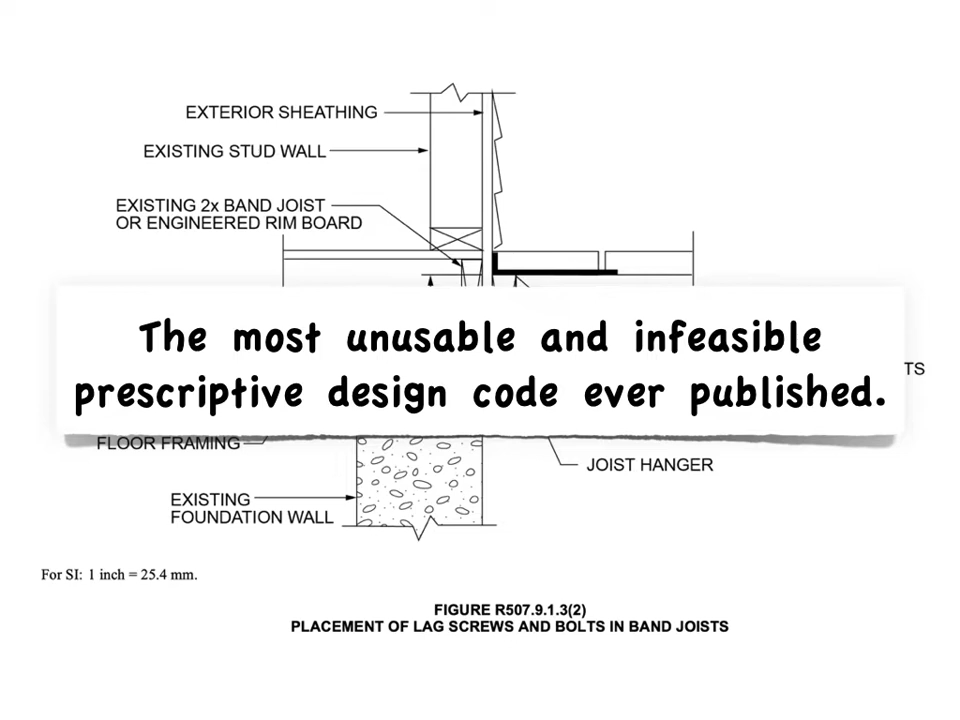 EXTERIOR SHEATHING
EXISTING STUD WALL
EXISTING 2x BAND JOIST
OR ENGINEERED RIM BOARD
The most unusable and infeasible
prescriptive design code ever published.
TS
FLOOR FRAMING
JOIST HANGER
EXISTING
FOUNDATION WALL
For SI: 1 inch = 25.4 mm.
FIGURE R507.9.1.3(2)
PLACEMENT OF LAG SCREWS AND BOLTS IN BAND JOISTS